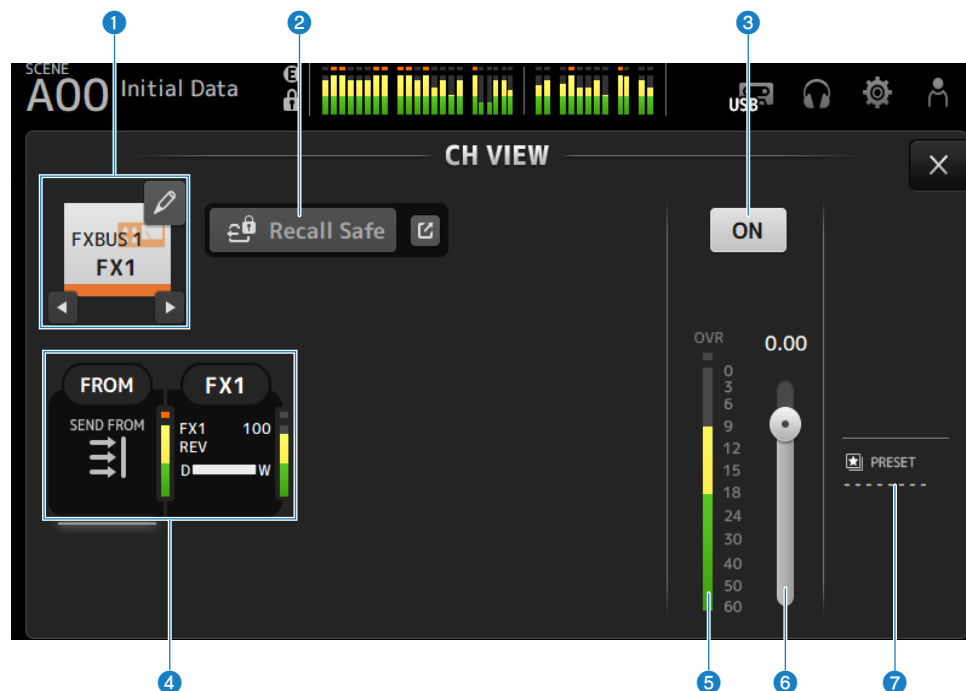 1
2
3
SCENE
A00 Initial Data
E
USB
CH VIEW
FXBUS 1
FX1
Recall Safe
ON
OVR
0.00
0
3
6
9
12
15
18
24
30
40
50
60
FROM
FX1
SEND FROM
FX1 100
REV
D W
PRESET
--------
4
5
6
7